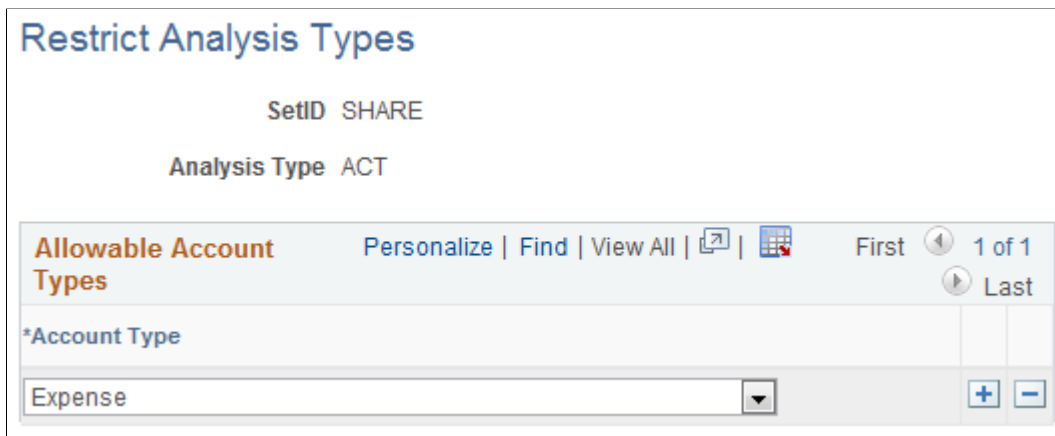 Restrict Analysis Types
SetID SHARE
Analysis Type ACT
Allowable Account Types
Personalize | Find | View All | | First 1 of 1 Last
*Account Type
Expense